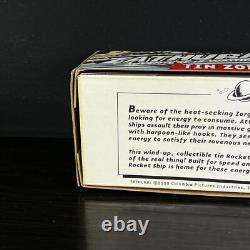 TIN ZO
Beware of the heat-seeking Zorg
looking for energy to consume. At
Ships assault their prey in massive g
with harpoon-like hooks. They see
energy to satisfy their ravenous ne
This wind-up, collectible tin Rocket
of the real thing! Built for speed an
Rocket Ship is home for these energ
©1998 Columbia Pictures Industries, I